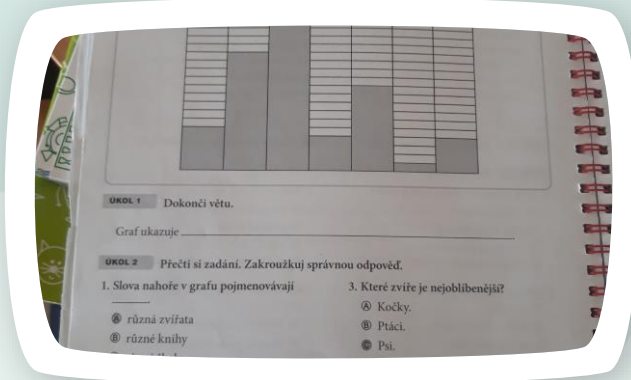 ÚKOL 1 Dokonči větu.
Graf ukazuje
ÚKOL 2 Přečti si zadání. Zakroužkuj správnou odpověď.
1. Slova nahoře v grafu pojmenovávají
Ⓐ různá zvířata
Ⓑ různé knihy
3. Které zvíře je nejoblíbenější?
Ⓐ Kočky.
Ⓑ Ptáci.
Ⓒ Psi.